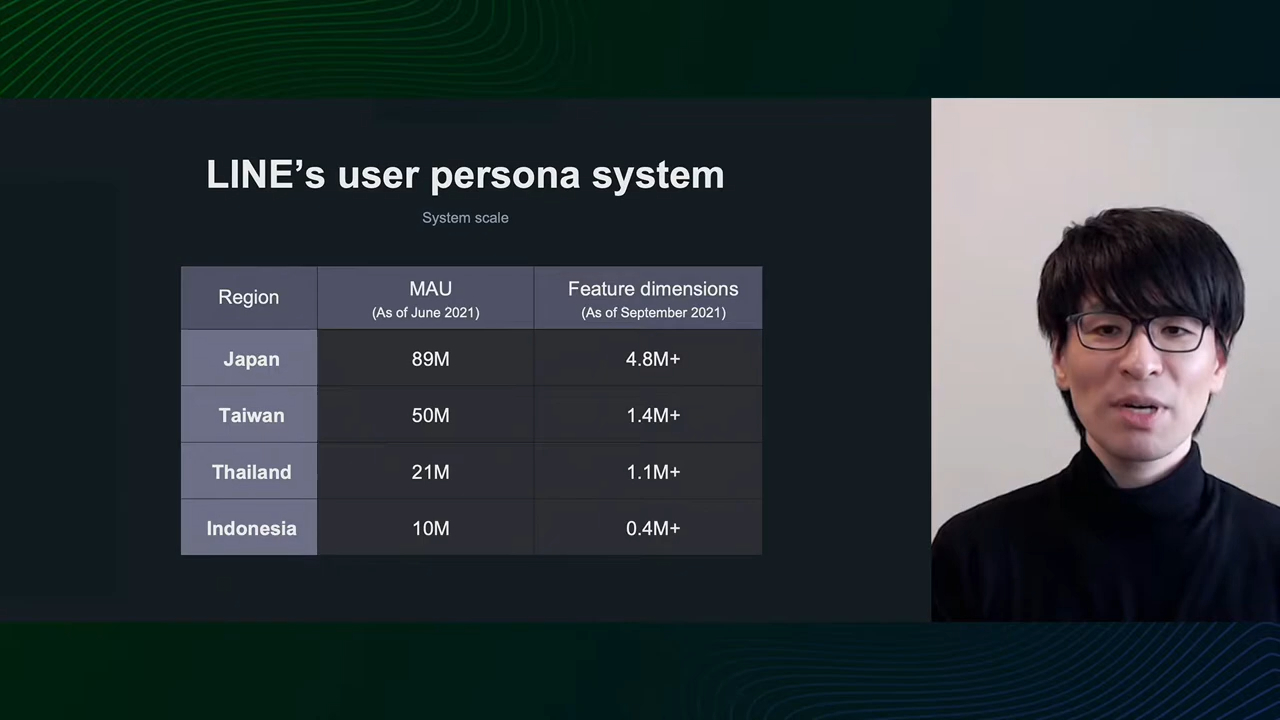 LINE’s user persona system
System scale
Region MAU Feature dimensions
(As of June 2021) (As of September 2021)
Japan 89M 4.8M+
Taiwan 50M 1.4M+
Thailand 21M 1.1M+
Indonesia 10M 0.4M+